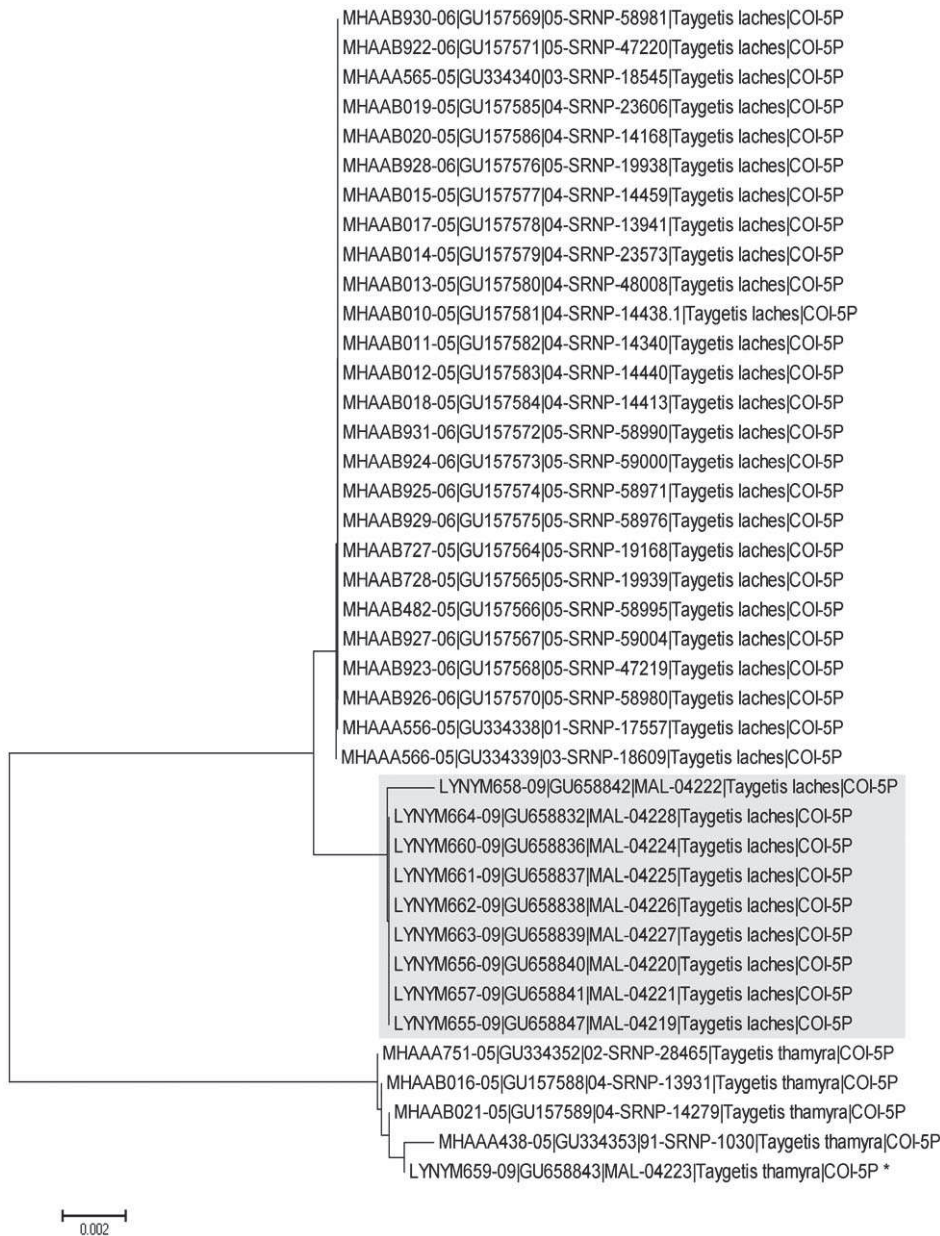 MHAAB930-06|GU157569|05-SRNP-58981|Taygetis laches|COI-5P
MHAAB922-06|GU157571|05-SRNP-47220|Taygetis laches|COI-5P
MHAAA565-05|GU334340|03-SRNP-18545|Taygetis laches|COI-5P
MHAAB019-05|GU157585|04-SRNP-23606|Taygetis laches|COI-5P
MHAAB020-05|GU157586|04-SRNP-14168|Taygetis laches|COI-5P
MHAAB928-06|GU157576|05-SRNP-19938|Taygetis laches|COI-5P
MHAAB015-05|GU157577|04-SRNP-14459|Taygetis laches|COI-5P
MHAAB017-05|GU157578|04-SRNP-13941|Taygetis laches|COI-5P
MHAAB014-05|GU157579|04-SRNP-23573|Taygetis laches|COI-5P
MHAAB013-05|GU157580|04-SRNP-48008|Taygetis laches|COI-5P
MHAAB010-05|GU157581|04-SRNP-14438.1|Taygetis laches|COI-5P
MHAAB011-05|GU157582|04-SRNP-14340|Taygetis laches|COI-5P
MHAAB012-05|GU157583|04-SRNP-14440|Taygetis laches|COI-5P
MHAAB018-05|GU157584|04-SRNP-14413|Taygetis laches|COI-5P
MHAAB931-06|GU157572|05-SRNP-58990|Taygetis laches|COI-5P
MHAAB924-06|GU157573|05-SRNP-59000|Taygetis laches|COI-5P
MHAAB925-06|GU157574|05-SRNP-58971|Taygetis laches|COI-5P
MHAAB929-06|GU157575|05-SRNP-58976|Taygetis laches|COI-5P
MHAAB727-05|GU157564|05-SRNP-19168|Taygetis laches|COI-5P
MHAAB728-05|GU157565|05-SRNP-19939|Taygetis laches|COI-5P
MHAAB482-05|GU157566|05-SRNP-58995|Taygetis laches|COI-5P
MHAAB927-06|GU157567|05-SRNP-59004|Taygetis laches|COI-5P
MHAAB923-06|GU157568|05-SRNP-47219|Taygetis laches|COI-5P
MHAAB926-06|GU157570|05-SRNP-58980|Taygetis laches|COI-5P
MHAAA556-05|GU334338|01-SRNP-17557|Taygetis laches|COI-5P
MHAAA566-05|GU334339|03-SRNP-18609|Taygetis laches|COI-5P
LYNYM658-09|GU658842|MAL-04222|Taygetis laches|COI-5P
LYNYM664-09|GU658832|MAL-04228|Taygetis laches|COI-5P
LYNYM660-09|GU658836|MAL-04224|Taygetis laches|COI-5P
LYNYM661-09|GU658837|MAL-04225|Taygetis laches|COI-5P
LYNYM662-09|GU658838|MAL-04226|Taygetis laches|COI-5P
LYNYM663-09|GU658839|MAL-04227|Taygetis laches|COI-5P
LYNYM656-09|GU658840|MAL-04220|Taygetis laches|COI-5P
LYNYM657-09|GU658841|MAL-04221|Taygetis laches|COI-5P
LYNYM655-09|GU658847|MAL-04219|Taygetis laches|COI-5P
MHAAA751-05|GU334352|02-SRNP-28465|Taygetis thamyra|COI-5P
MHAAB016-05|GU157588|04-SRNP-13931|Taygetis thamyra|COI-5P
MHAAB021-05|GU157589|04-SRNP-14279|Taygetis thamyra|COI-5P
MHAAA438-05|GU334353|91-SRNP-1030|Taygetis thamyra|COI-5P
LYNYM659-09|GU658843|MAL-04223|Taygetis thamyra|COI-5P *
0.002